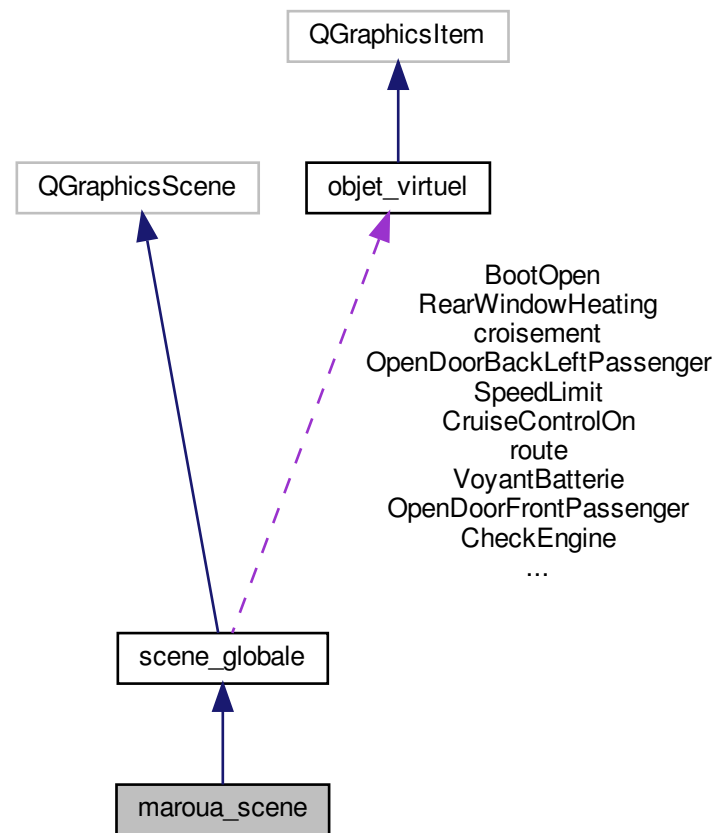 QGraphicsItem
QGraphicsScene
objet_virtuel
BootOpen
RearWindowHeating
croisement
OpenDoorBackLeftPassenger
SpeedLimit
CruiseControlOn
route
VoyantBatterie
OpenDoorFrontPassenger
CheckEngine
...
scene_globale
maroua_scene